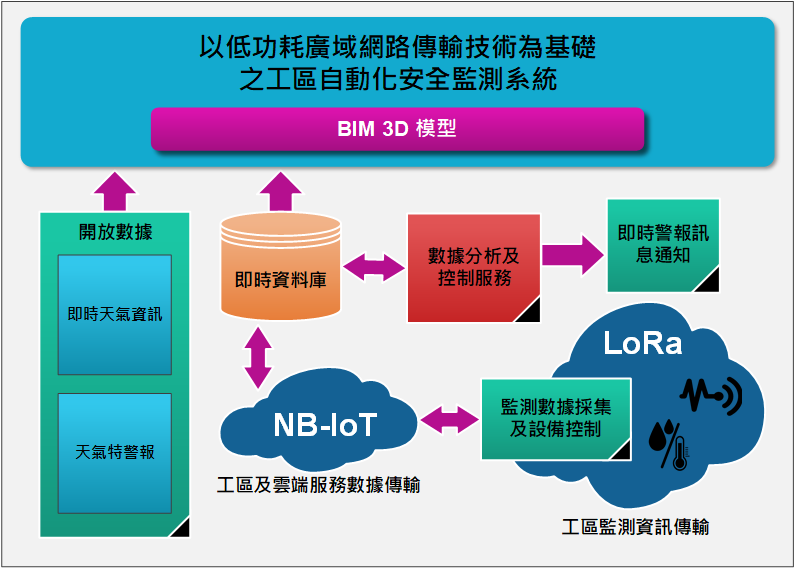 以低功耗廣域網路傳輸技術為基礎
之工區自動化安全監測系統
BIM 3D 模型
開放數據
即時天氣資訊
天氣特警報
即時資料庫
數據分析及
控制服務
即時警報訊
息通知
LoRa
NB-IoT
監測數據採集
及設備控制
工區及雲端服務數據傳輸
工區監測資訊傳輸